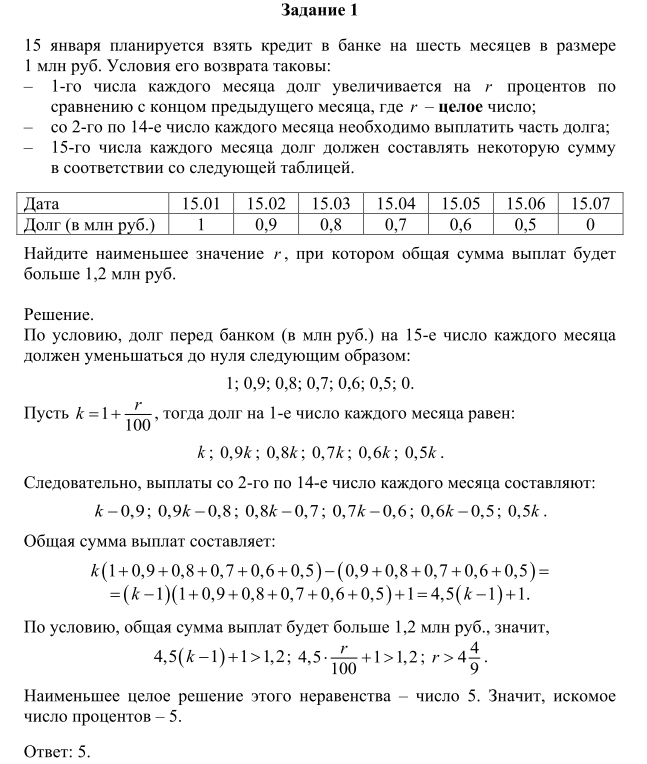 Задание 1
15 января планируется взять кредит в банке на шесть месяцев в размере
1 млн руб. Условия его возврата таковы:
– 1-го числа каждого месяца долг увеличивается на r процентов по
сравнению с концом предыдущего месяца, где r – целое число;
– со 2-го по 14-е число каждого месяца необходимо выплатить часть долга;
– 15-го числа каждого месяца долг должен составлять некоторую сумму
в соответствии со следующей таблицей.
Дата 15.01 15.02 15.03 15.04 15.05 15.06 15.07
Долг (в млн руб.) 1 0,9 0,8 0,7 0,6 0,5 0
Найдите наименьшее значение r, при котором общая сумма выплат будет
больше 1,2 млн руб.
Решение.
По условию, долг перед банком (в млн руб.) на 15-е число каждого месяца
должен уменьшаться до нуля следующим образом:
1; 0,9; 0,8; 0,7; 0,6; 0,5; 0.
Пусть k = 1 + r/100, тогда долг на 1-е число каждого месяца равен:
k; 0,9k; 0,8k; 0,7k; 0,6k; 0,5k.
Следовательно, выплаты со 2-го по 14-е число каждого месяца составляют:
k − 0,9; 0,9k − 0,8; 0,8k − 0,7; 0,7k − 0,6; 0,6k − 0,5; 0,5k.
Общая сумма выплат составляет:
k(1+0,9+0,8+0,7+0,6+0,5)−(0,9+0,8+0,7+0,6+0,5)=
=(k−1)(1+0,9+0,8+0,7+0,6+0,5)+1=4,5(k−1)+1.
По условию, общая сумма выплат будет больше 1,2 млн руб., значит,
4,5(k−1)+1>1,2; 4,5·r/100+1>1,2; r>4 4/9.
Наименьшее целое решение этого неравенства – число 5. Значит, искомое
число процентов – 5.
Ответ: 5.